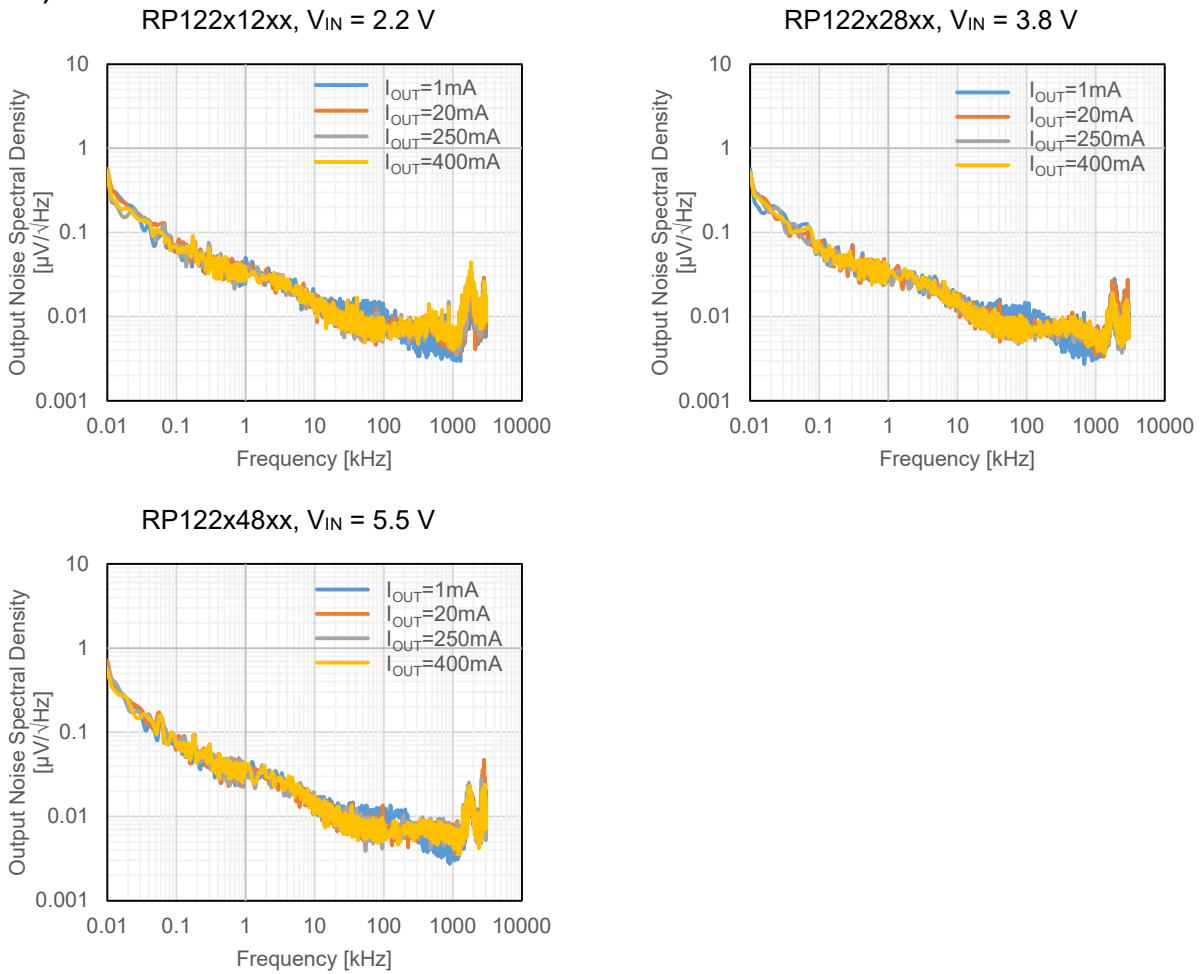 RP122x12xx, VIN = 2.2 V
10
1
0.1
0.01
0.001
Output Noise Spectral Density
[µV/√Hz]
IOUT=1mA
IOUT=20mA
IOUT=250mA
IOUT=400mA
0.01 0.1 1 10 100 1000 10000
Frequency [kHz]
RP122x28xx, VIN = 3.8 V
10
1
0.1
0.01
0.001
Output Noise Spectral Density
[µV/√Hz]
IOUT=1mA
IOUT=20mA
IOUT=250mA
IOUT=400mA
0.01 0.1 1 10 100 1000 10000
Frequency [kHz]
RP122x48xx, VIN = 5.5 V
10
1
0.1
0.01
0.001
Output Noise Spectral Density
[µV/√Hz]
IOUT=1mA
IOUT=20mA
IOUT=250mA
IOUT=400mA
0.01 0.1 1 10 100 1000 10000
Frequency [kHz]